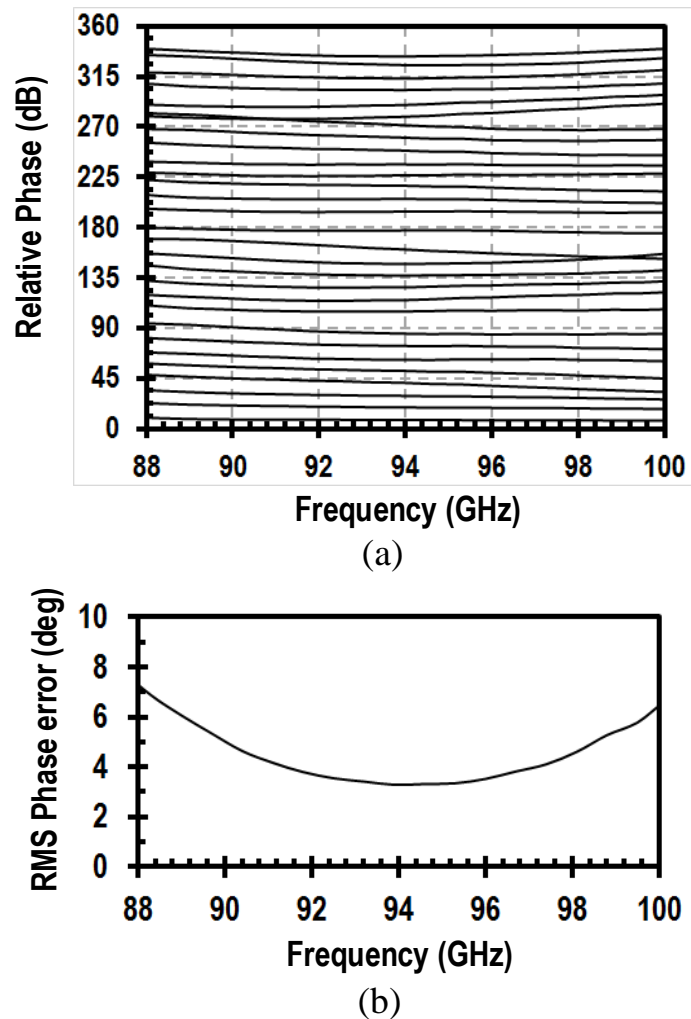 360
315
270
225
180
135
90
45
0
Relative Phase (dB)
88 90 92 94 96 98 100
Frequency (GHz)
(a)
10
8
6
4
2
0
RMS Phase error (deg)
88 90 92 94 96 98 100
Frequency (GHz)
(b)